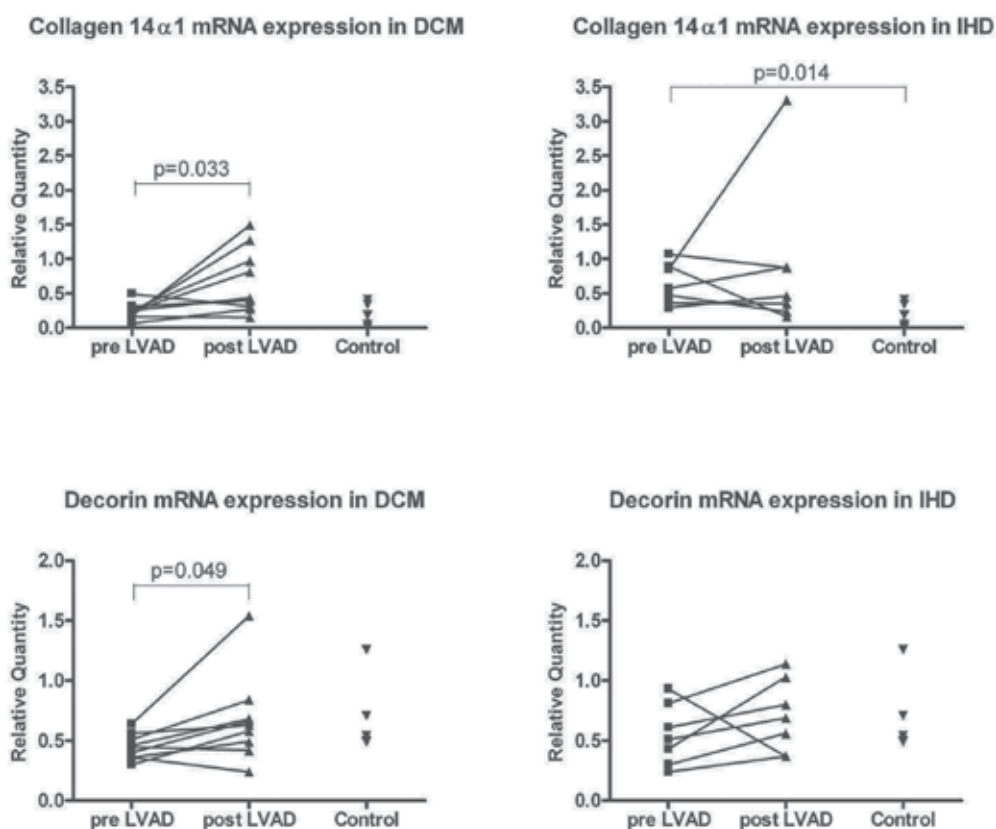 Collagen 14α1 mRNA expression in DCM
Relative Quantity
3.5
3.0
2.5
2.0
1.5
1.0
0.5
0.0
p=0.033
pre LVAD post LVAD Control
Collagen 14α1 mRNA expression in IHD
Relative Quantity
3.5
3.0
2.5
2.0
1.5
1.0
0.5
0.0
p=0.014
pre LVAD post LVAD Control
Decorin mRNA expression in DCM
Relative Quantity
2.0
1.5
1.0
0.5
0.0
p=0.049
pre LVAD post LVAD Control
Decorin mRNA expression in IHD
Relative Quantity
2.0
1.5
1.0
0.5
0.0
pre LVAD post LVAD Control